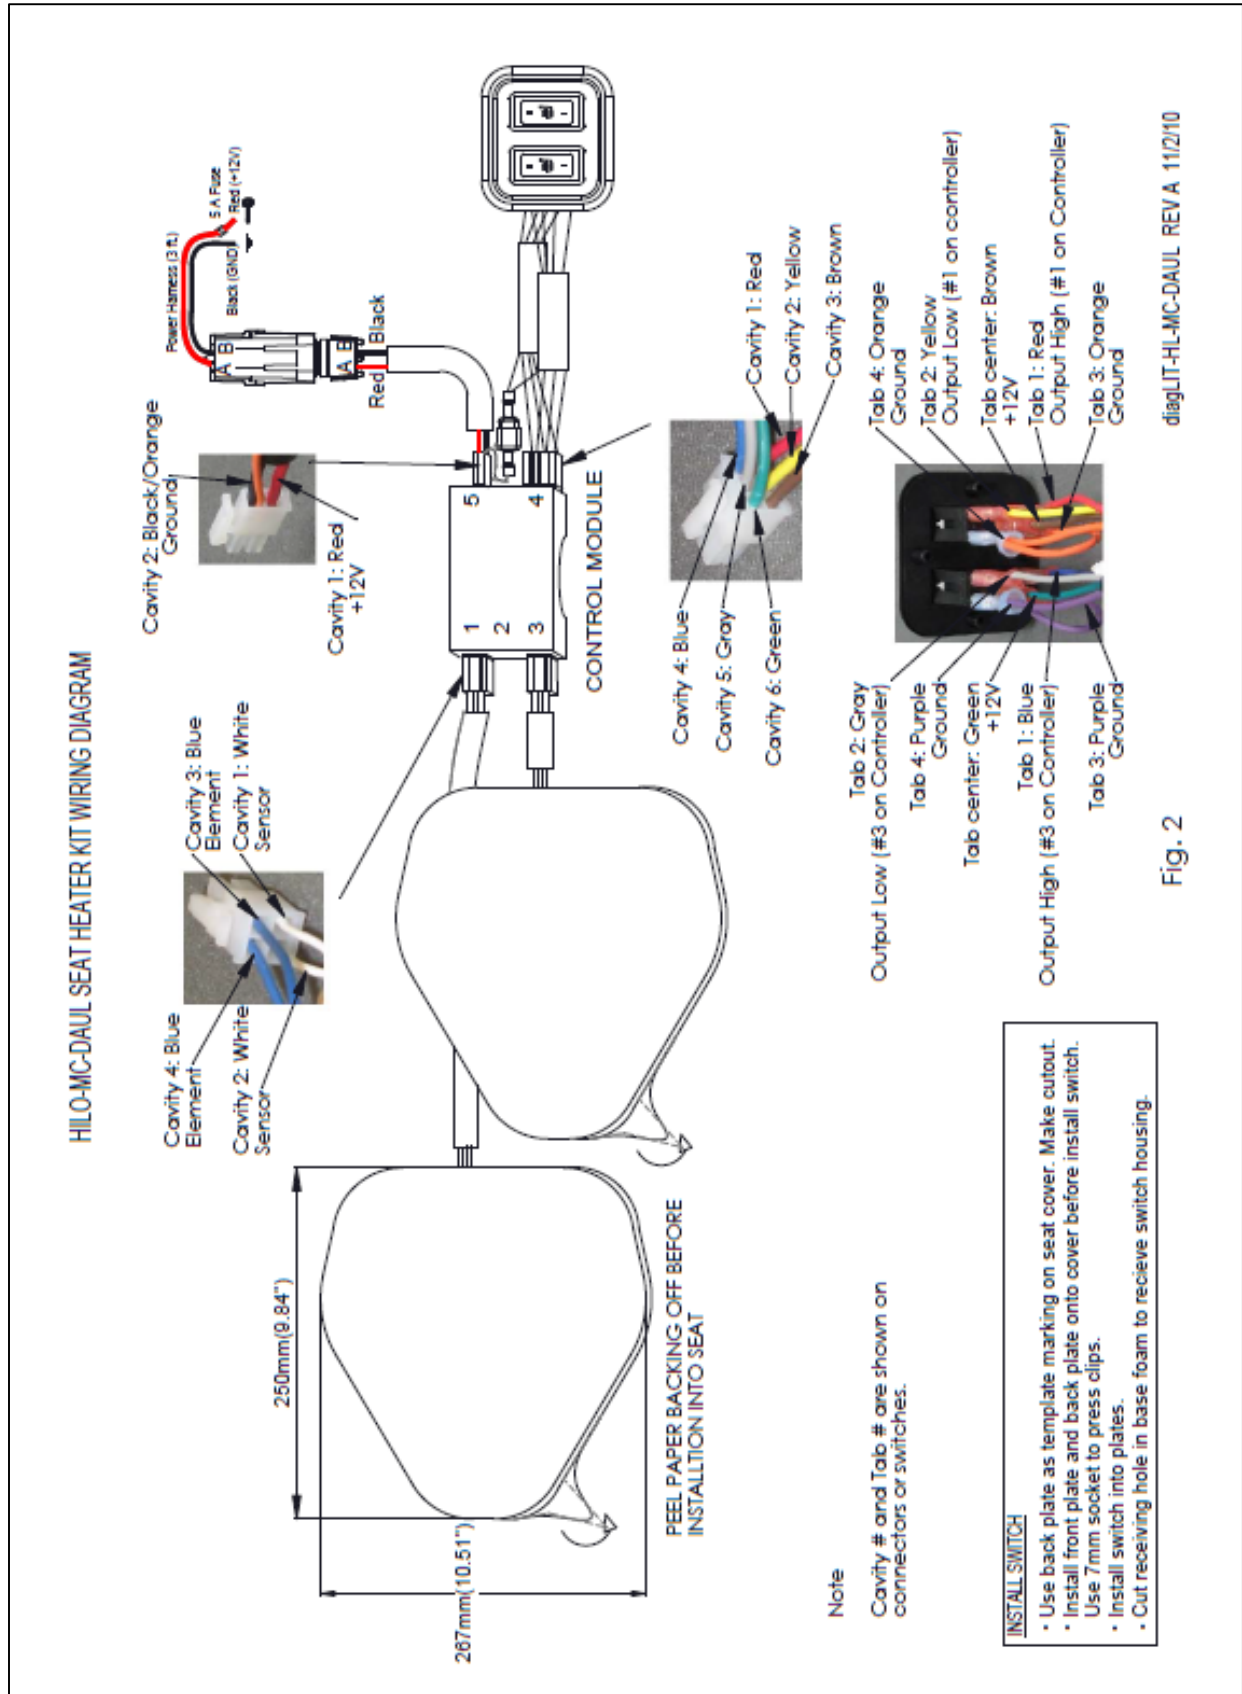 HILO-MC-DAUL SEAT HEATER KIT WIRING DIAGRAM
Cavity 4: Blue
Element
Cavity 2: White
Sensor
Cavity 3: Blue
Element
Cavity 1: White
Sensor
Cavity 2: Black/Orange
Ground
Cavity 1: Red
+12V
Power Harness (3 ft.)
5 A Fuse
Red (+12V)
Black (GND)
A B
A B
Red
Black
250mm(9.84")
267mm(10.51")
1
2
3
5
4
CONTROL MODULE
PEEL PAPER BACKING OFF BEFORE
INSTALLTION INTO SEAT
Cavity 4: Blue
Cavity 5: Gray
Cavity 6: Green
Cavity 1: Red
Cavity 2: Yellow
Cavity 3: Brown
Note
Cavity # and Tab # are shown on
connectors or switches.
Tab 2: Gray
Output Low (#3 on Controller)
Tab 4: Purple
Ground
Tab center: Green
+12V
Tab 1: Blue
Output High (#3 on Controller)
Tab 3: Purple
Ground
Tab 4: Orange
Ground
Tab 2: Yellow
Output Low (#1 on controller)
Tab center: Brown
+12V
Tab 1: Red
Output High (#1 on Controller)
Tab 3: Orange
Ground
INSTALL SWITCH
• Use back plate as template marking on seat cover. Make cutout.
• Install front plate and back plate onto cover before install switch.
Use 7mm socket to press clips.
• Install switch into plates.
• Cut receiving hole in base foam to recieve switch housing.
Fig. 2
diagLIT-HL-MC-DAUL REV A 11/2/10